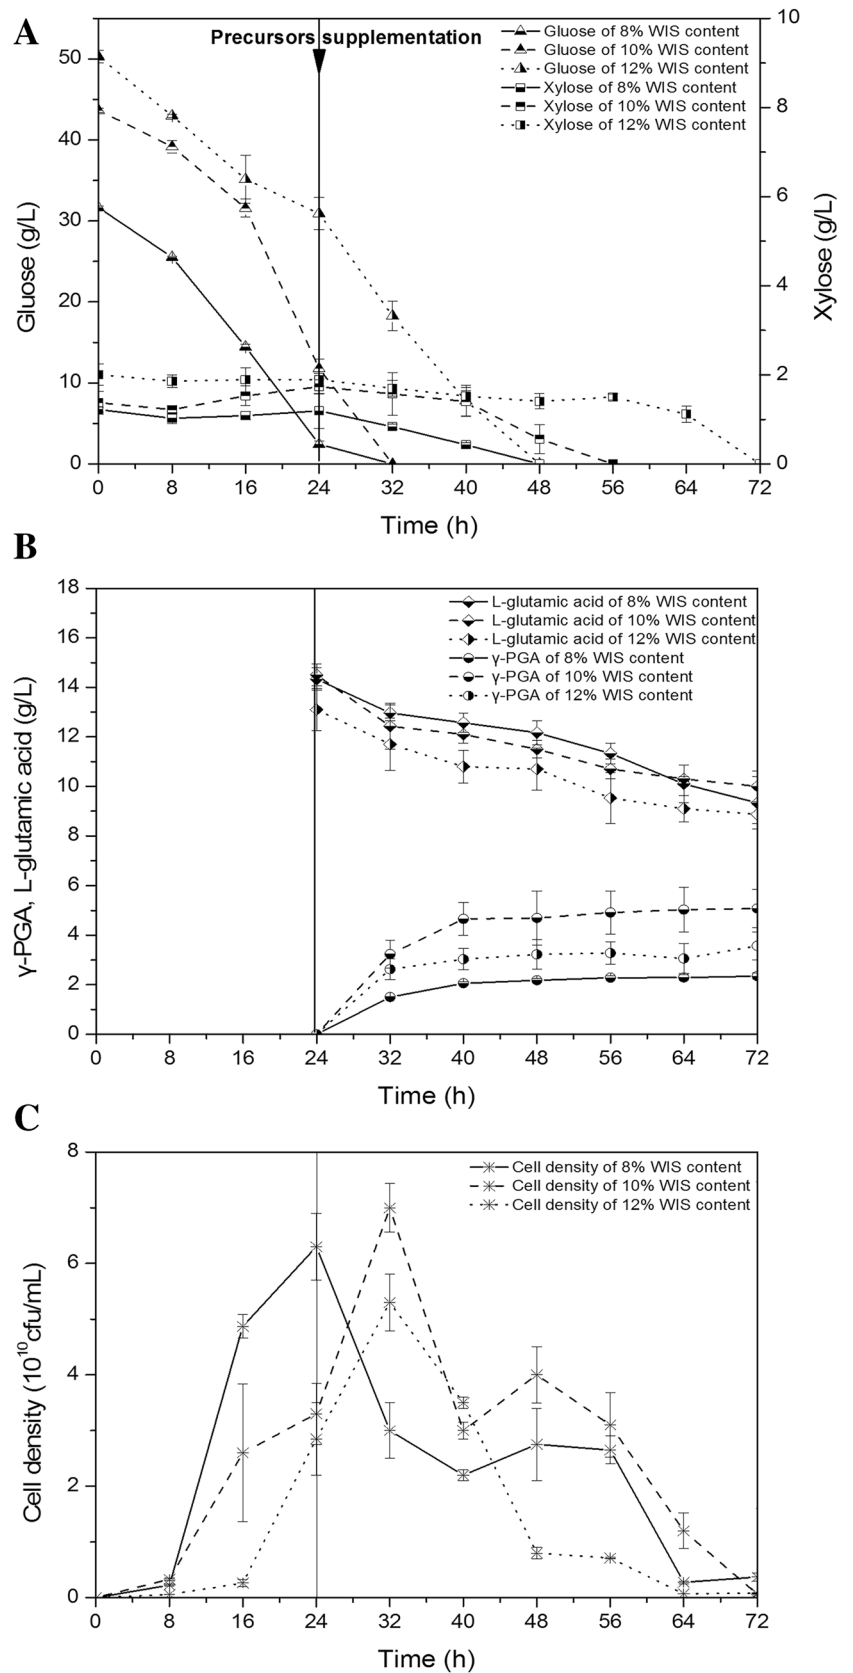 A
Precursors supplementation
Gluose of 8% WIS content
Gluose of 10% WIS content
Gluose of 12% WIS content
Xylose of 8% WIS content
Xylose of 10% WIS content
Xylose of 12% WIS content
50
40
30
20
10
0
Gluose (g/L)
10
8
6
4
2
0
Xylose (g/L)
0 8 16 24 32 40 48 56 64 72
Time (h)
B
L-glutamic acid of 8% WIS content
L-glutamic acid of 10% WIS content
L-glutamic acid of 12% WIS content
γ-PGA of 8% WIS content
γ-PGA of 10% WIS content
γ-PGA of 12% WIS content
18
16
14
12
10
8
6
4
2
0
γ-PGA, L-glutamic acid (g/L)
0 8 16 24 32 40 48 56 64 72
Time (h)
C
Cell density of 8% WIS content
Cell density of 10% WIS content
Cell density of 12% WIS content
8
6
4
2
0
Cell density (10¹⁰cfu/mL)
0 8 16 24 32 40 48 56 64 72
Time (h)